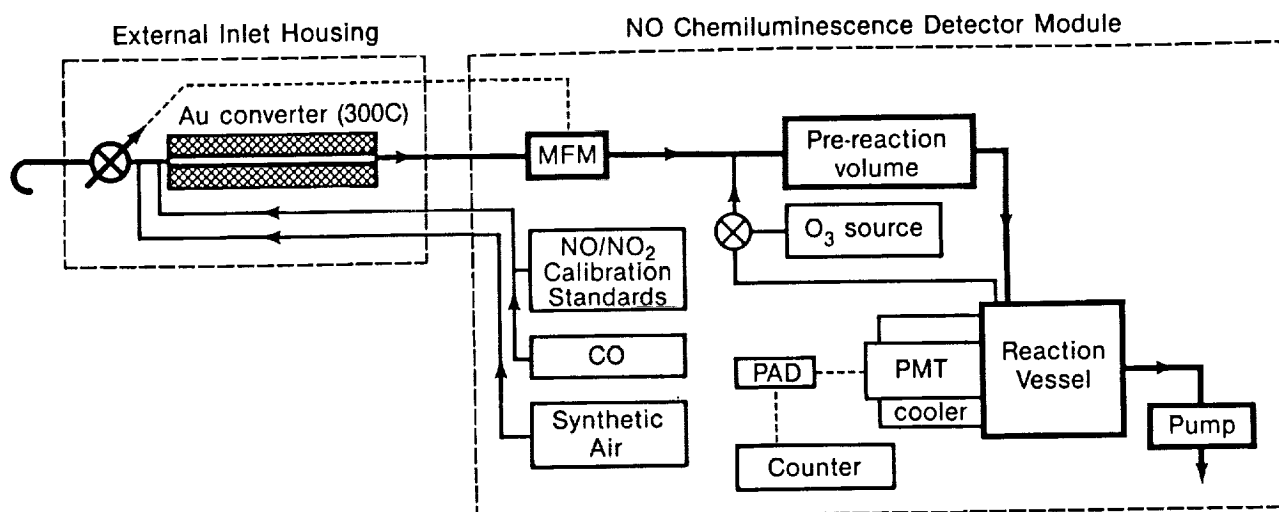 External Inlet Housing
NO Chemiluminescence Detector Module
Au converter (300C)
MFM
Pre-reaction
volume
O₃ source
NO/NO₂
Calibration
Standards
CO
Synthetic
Air
PAD
PMT
cooler
Counter
Reaction
Vessel
Pump